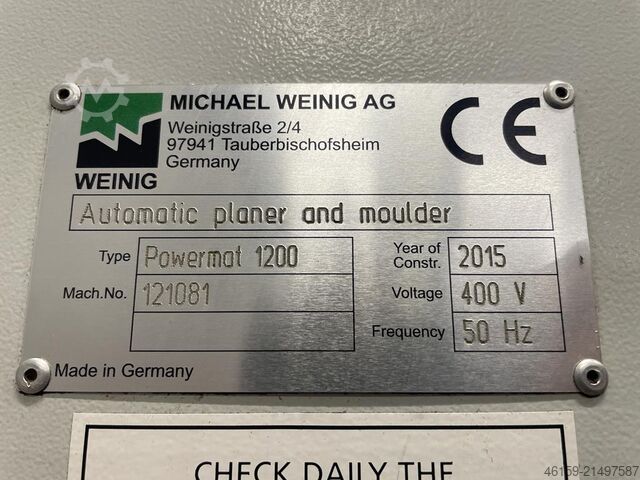 MICHAEL WEINIG AG
Weinigstraße 2/4
97941 Tauberbischofsheim
Germany
WEINIG
CE
Automatic planer and moulder
Type Powermat 1200
Year of Constr. 2015
Mach.No. 121081
Voltage 400 V
Frequency 50 Hz
Made in Germany
CHECK DAILY THE
46159-21497587